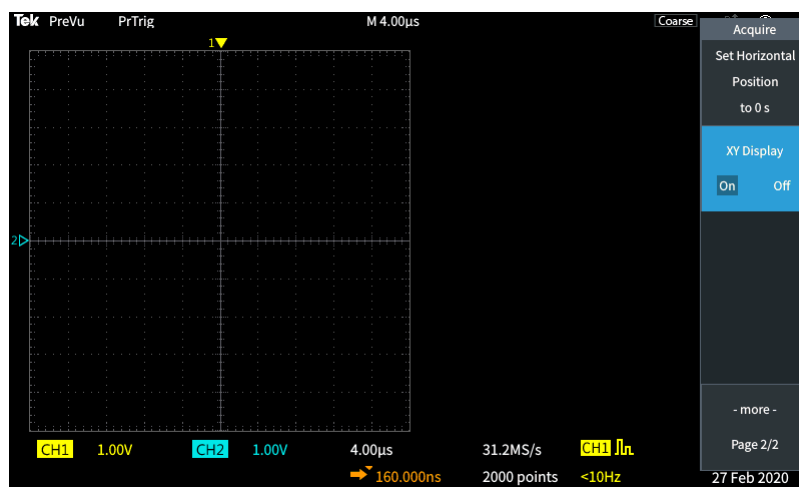 Tek PreVu PrTrig M 4.00µs Coarse
1
2
Acquire
Set Horizontal
Position
to 0 s
XY Display
On Off
- more -
Page 2/2
CH1 1.00V CH2 1.00V 4.00µs 31.2MS/s CH1
160.000ns 2000 points <10Hz 27 Feb 2020